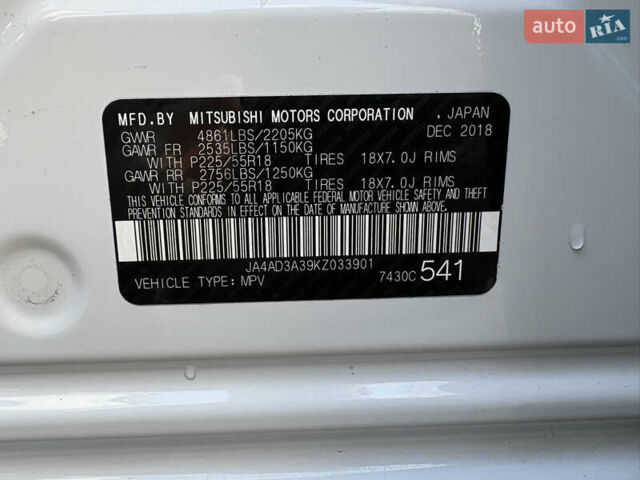 auto RIA .com
MFD.BY MITSUBISHI MOTORS CORPORATION , JAPAN
GVWR 4861LBS/2205KG DEC 2018
GAWR FR 2535LBS/1150KG
WITH P225/55R18 TIRES 18X7.0J RIMS
GAWR RR 2756LBS/1250KG
WITH P225/55R18 TIRES 18X7.0J RIMS
THIS VEHICLE CONFORMS TO ALL APPLICABLE FEDERAL MOTOR VEHICLE SAFETY AND THEFT
PREVENTION STANDARDS IN EFFECT ON THE DATE OF MANUFACTURE SHOWN ABOVE.
JA4AD3A39KZ033901
VEHICLE TYPE: MPV 7430C 541